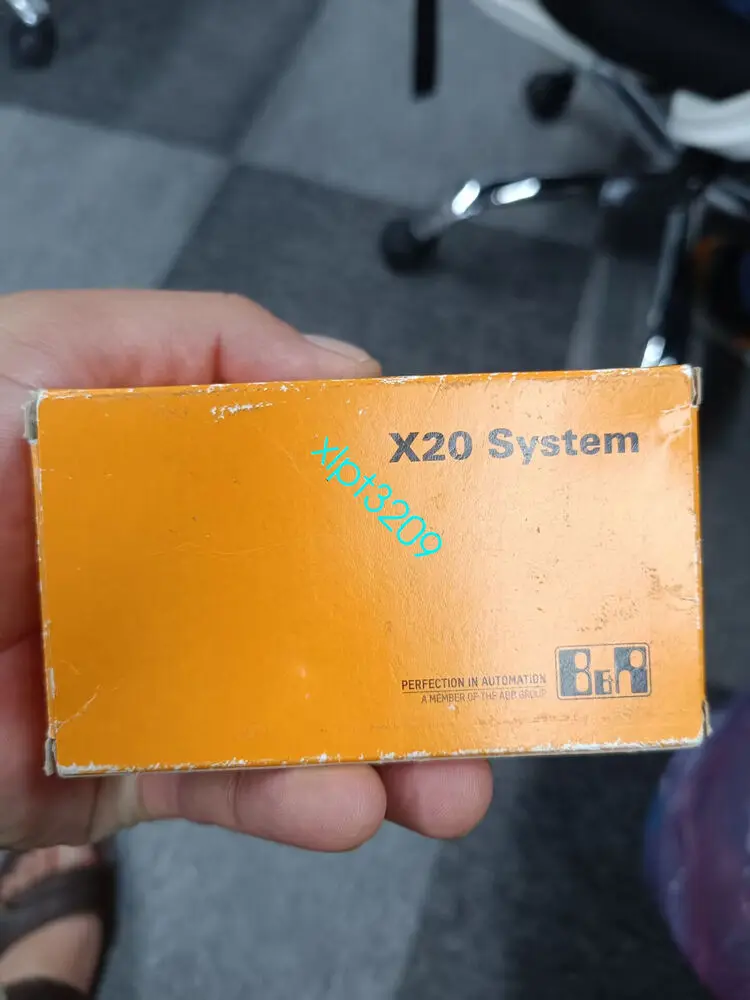 X20 System
xlpt3209
PERFECTION IN AUTOMATION
A MEMBER OF THE ABB GROUP
B&R